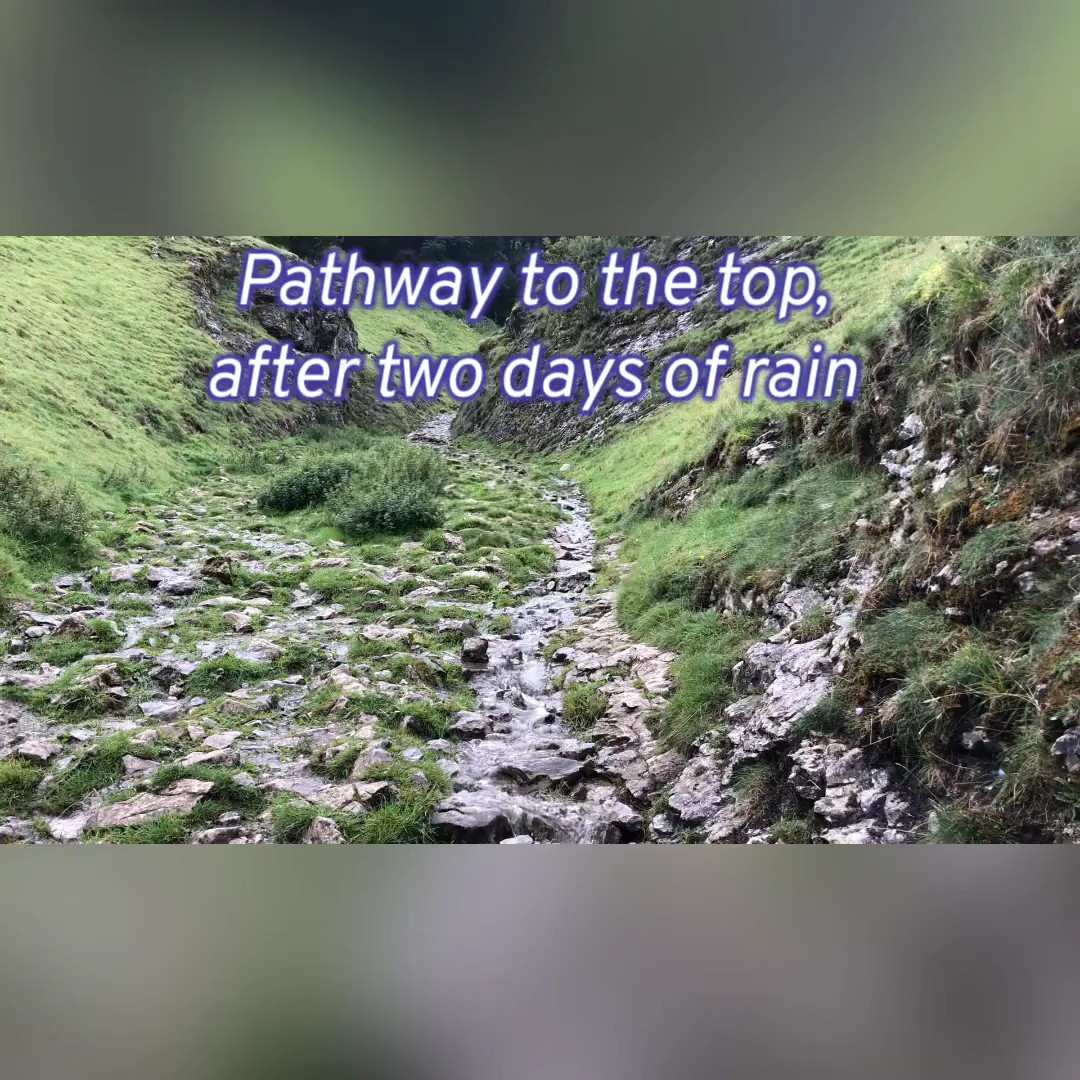 Pathway to the top,
after two days of rain